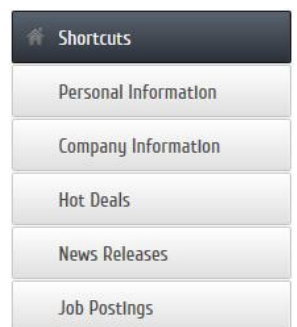 Shortcuts
Personal Information
Company Information
Hot Deals
News Releases
Job Postings